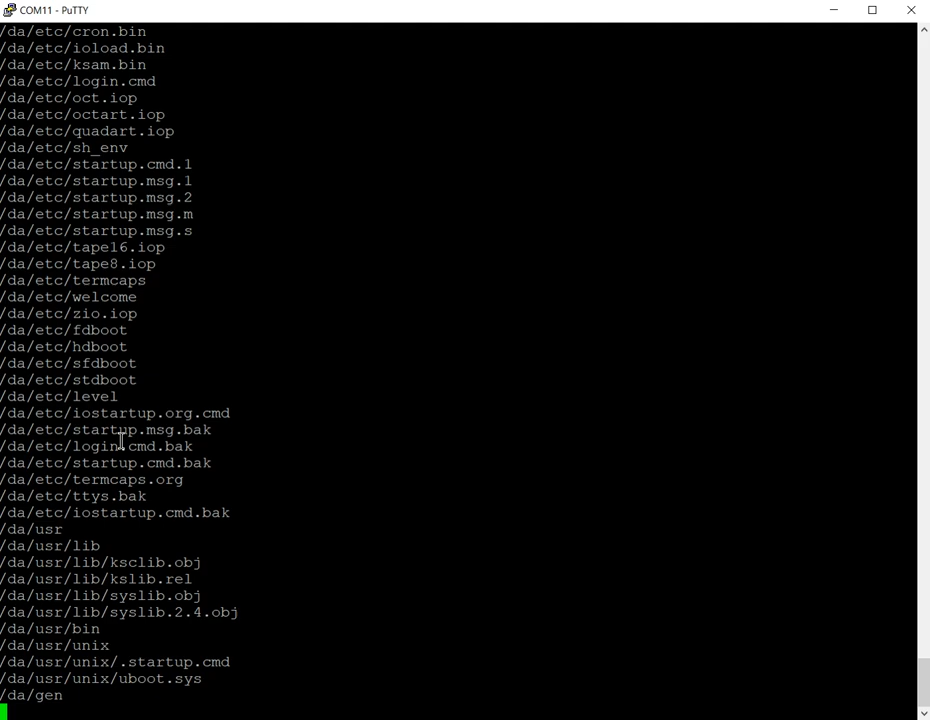 COM11 - PuTTY
/da/etc/cron.bin
/da/etc/ioload.bin
/da/etc/ksam.bin
/da/etc/login.cmd
/da/etc/oct.iop
/da/etc/octart.iop
/da/etc/quadart.iop
/da/etc/sh_env
/da/etc/startup.cmd.1
/da/etc/startup.msg.1
/da/etc/startup.msg.2
/da/etc/startup.msg.m
/da/etc/startup.msg.s
/da/etc/tape16.iop
/da/etc/tape8.iop
/da/etc/termcaps
/da/etc/welcome
/da/etc/zio.iop
/da/etc/fdboot
/da/etc/hdboot
/da/etc/sfdboot
/da/etc/stdboot
/da/etc/level
/da/etc/iostartup.org.cmd
/da/etc/startup.msg.bak
/da/etc/login.cmd.bak
/da/etc/startup.cmd.bak
/da/etc/termcaps.org
/da/etc/ttys.bak
/da/etc/iostartup.cmd.bak
/da/usr
/da/usr/lib
/da/usr/lib/ksclib.obj
/da/usr/lib/kslib.rel
/da/usr/lib/syslib.obj
/da/usr/lib/syslib.2.4.obj
/da/usr/bin
/da/usr/unix
/da/usr/unix/.startup.cmd
/da/usr/unix/uboot.sys
/da/gen